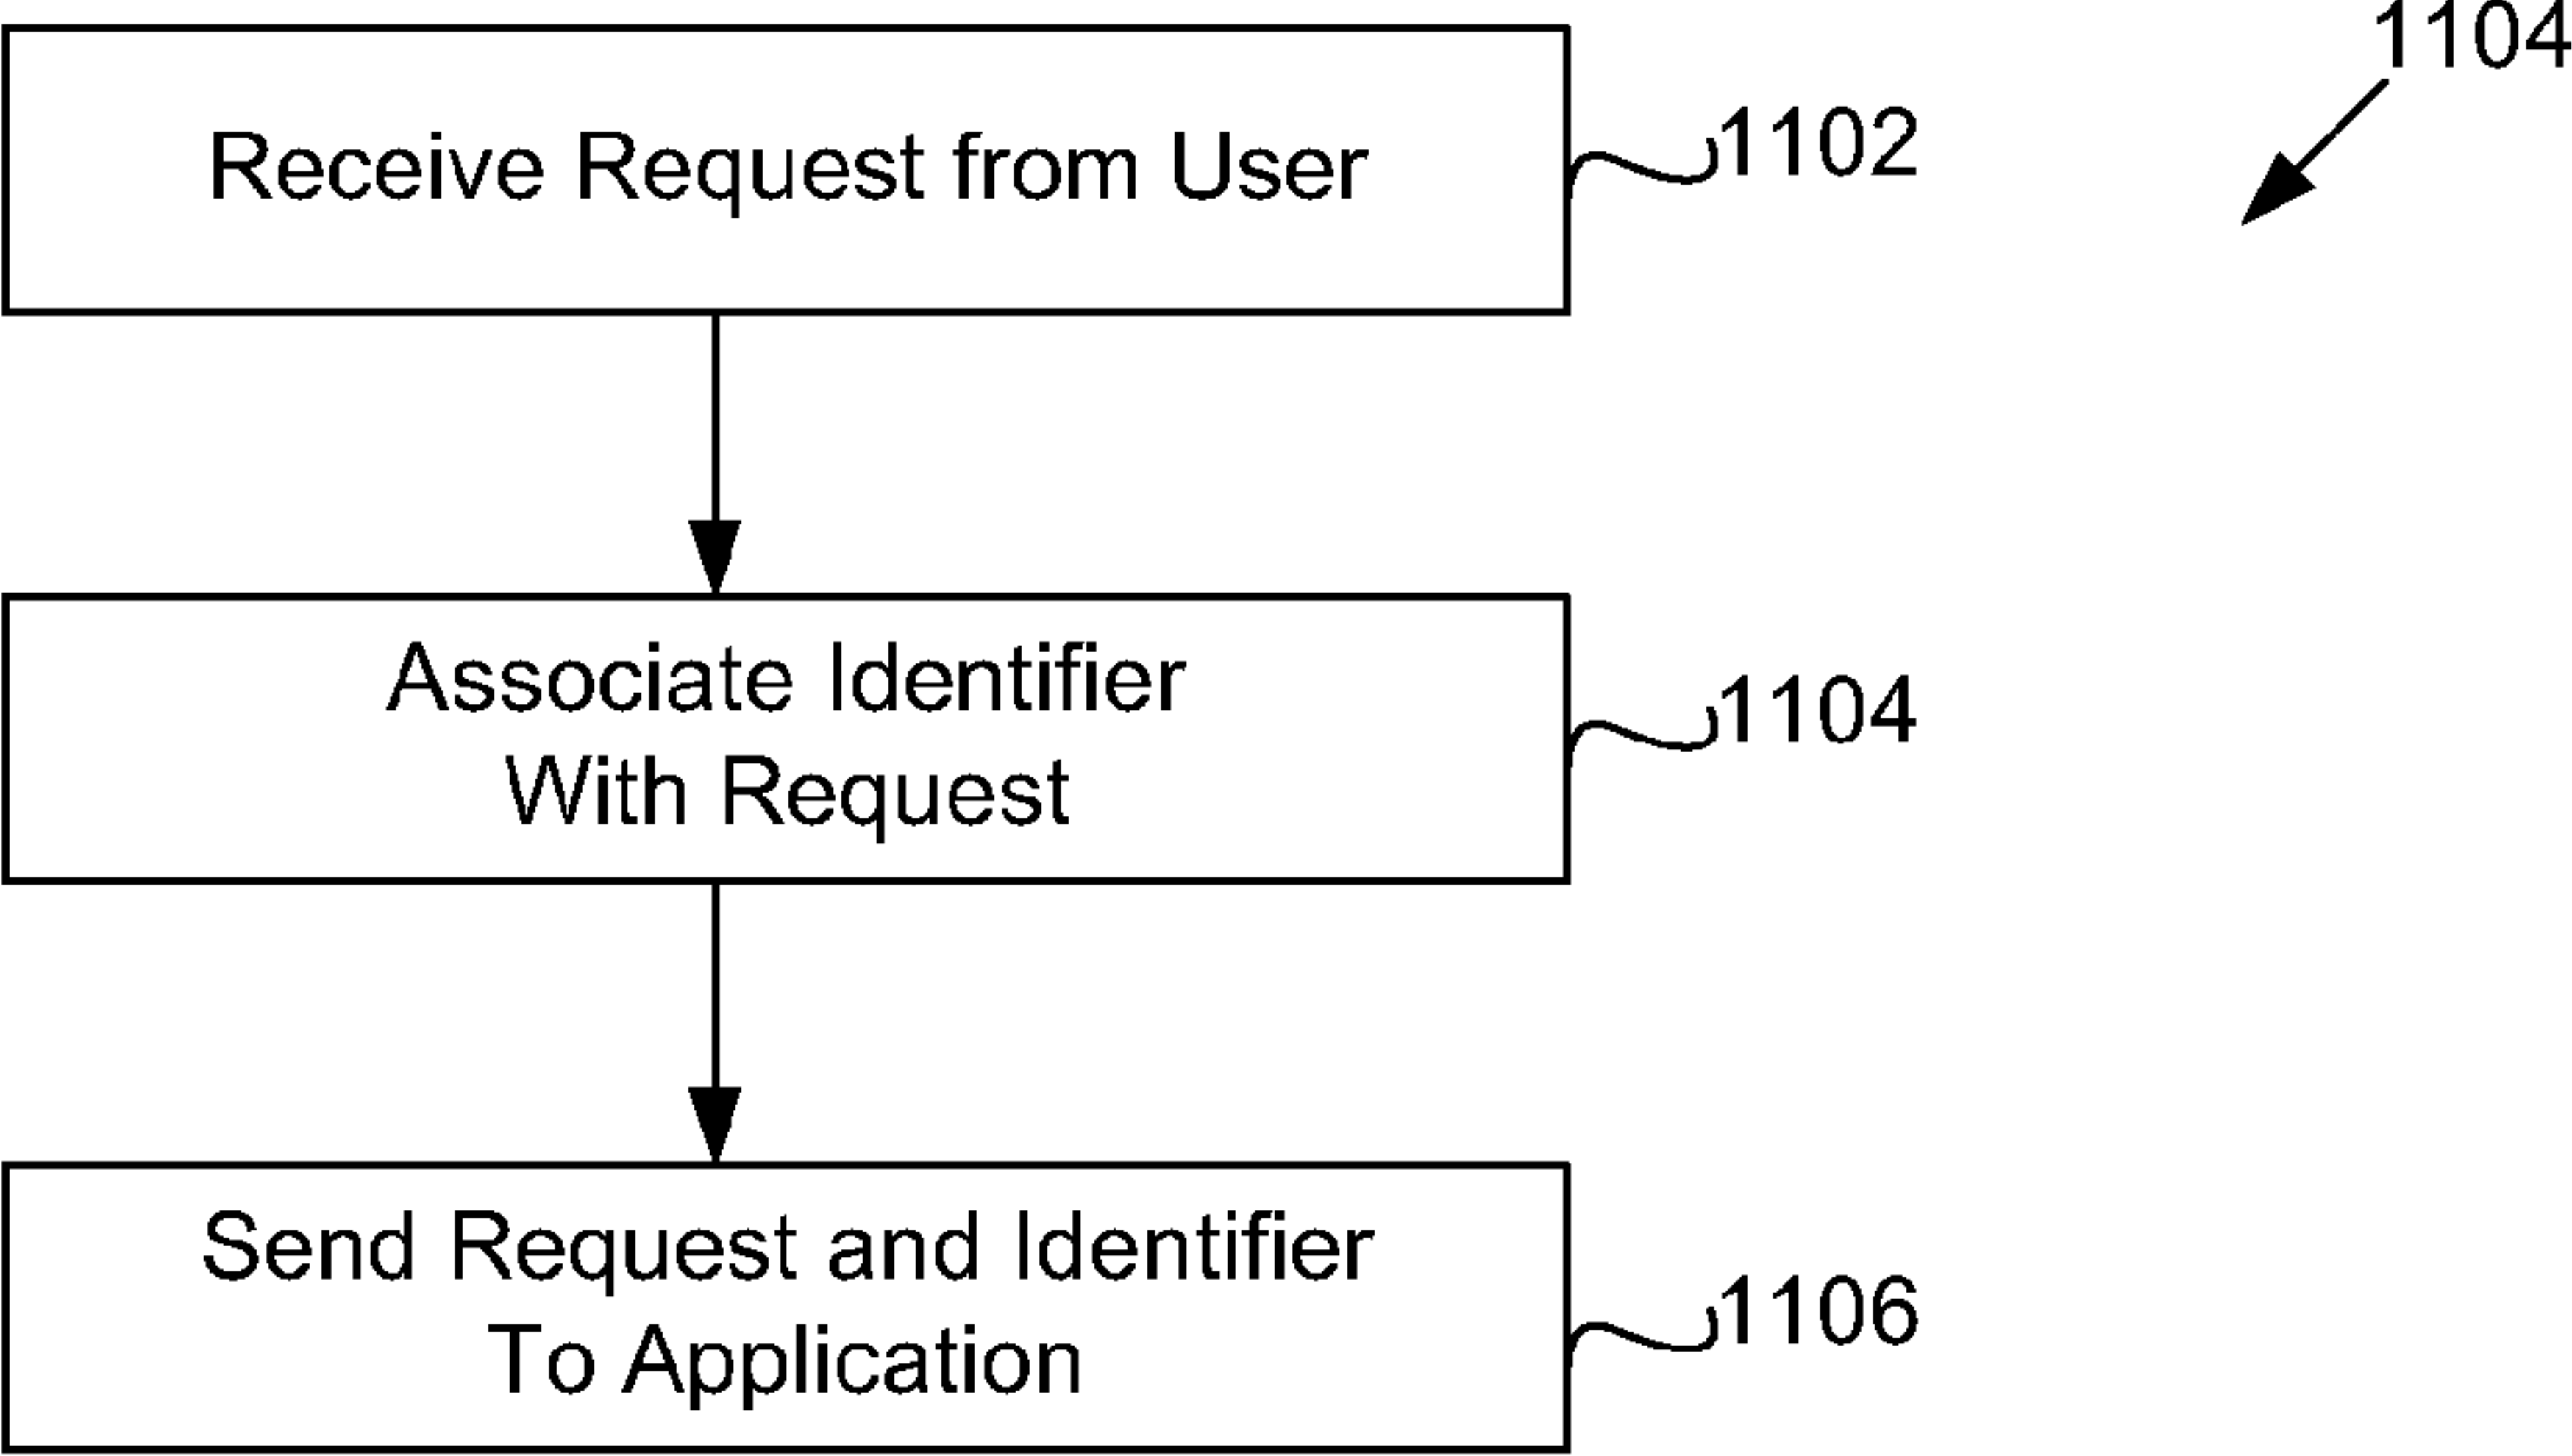 1104
Receive Request from User
1102
Associate Identifier
With Request
1104
Send Request and Identifier
To Application
1106